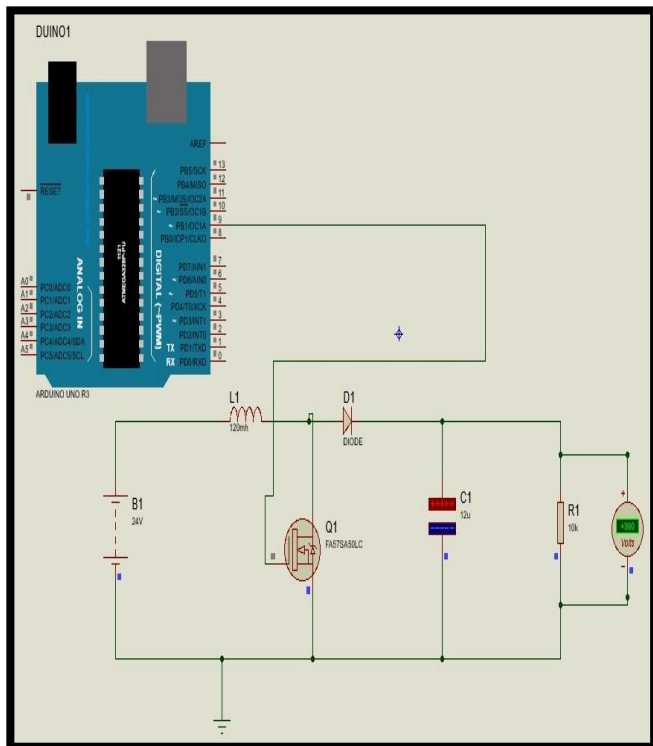 DUINO1
AREF
PB5/SCK 13
PB4/MISO 12
RESET
PB3/MOSI/OC2A 11
~ PB2/SS/OC1B 10
~ PB1/OC1A 9
PB0/ICP1/CLKO 8
1121
ATMEGA328P-PU
ANALOG IN
DIGITAL (~PWM)
PD7/AIN1 7
~ PD6/AIN0 6
~ PD5/T1 5
PD4/T0/XCK 4
~ PD3/INT1 3
PD2/INT0 2
TX PD1/TXD 1
RX PD0/RXD 0
A0 PC0/ADC0
A1 PC1/ADC1
A2 PC2/ADC2
A3 PC3/ADC3
A4 PC4/ADC4/SDA
A5 PC5/ADC5/SCL
ARDUINO UNO R3
L1
120mh
D1
DIODE
B1
24V
Q1
FA57SA50LC
C1
12u
R1
10k
+
Volts
-